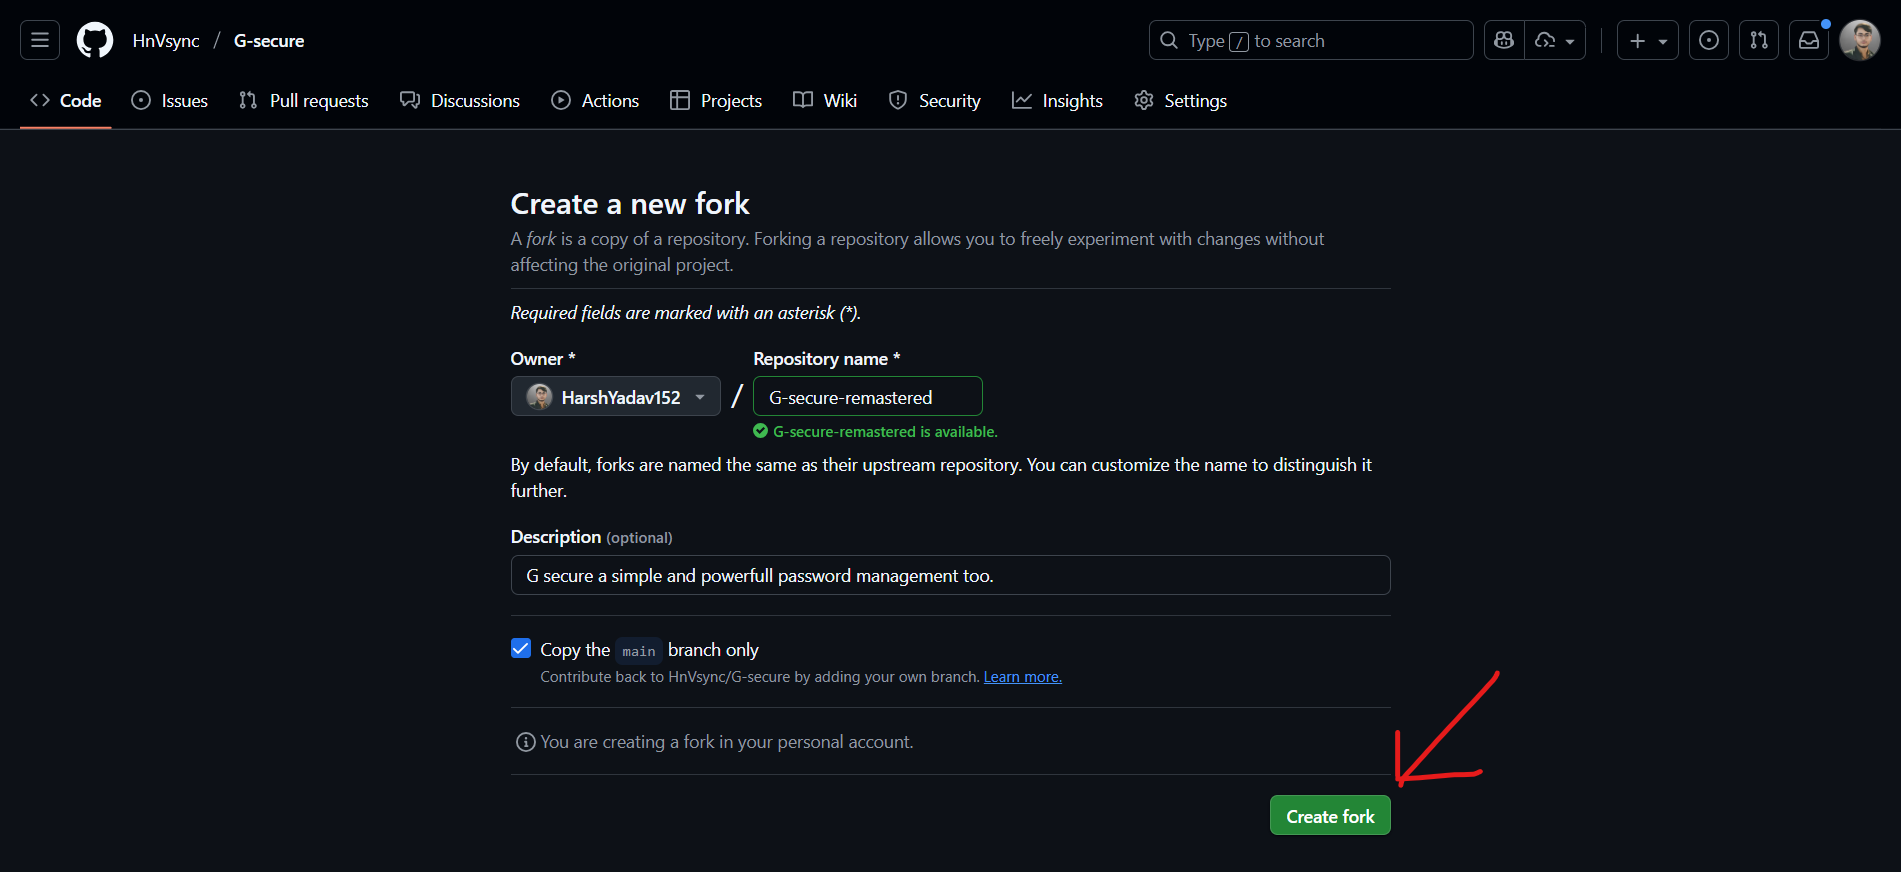 HnVsync / G-secure
Type / to search
Code Issues Pull requests Discussions Actions Projects Wiki Security Insights Settings
Create a new fork
A fork is a copy of a repository. Forking a repository allows you to freely experiment with changes without
affecting the original project.
Required fields are marked with an asterisk (*).
Owner * Repository name *
HarshYadav152 / G-secure-remastered
G-secure-remastered is available.
By default, forks are named the same as their upstream repository. You can customize the name to distinguish it
further.
Description (optional)
G secure a simple and powerfull password management too.
Copy the main branch only
Contribute back to HnVsync/G-secure by adding your own branch. Learn more.
You are creating a fork in your personal account.
Create fork